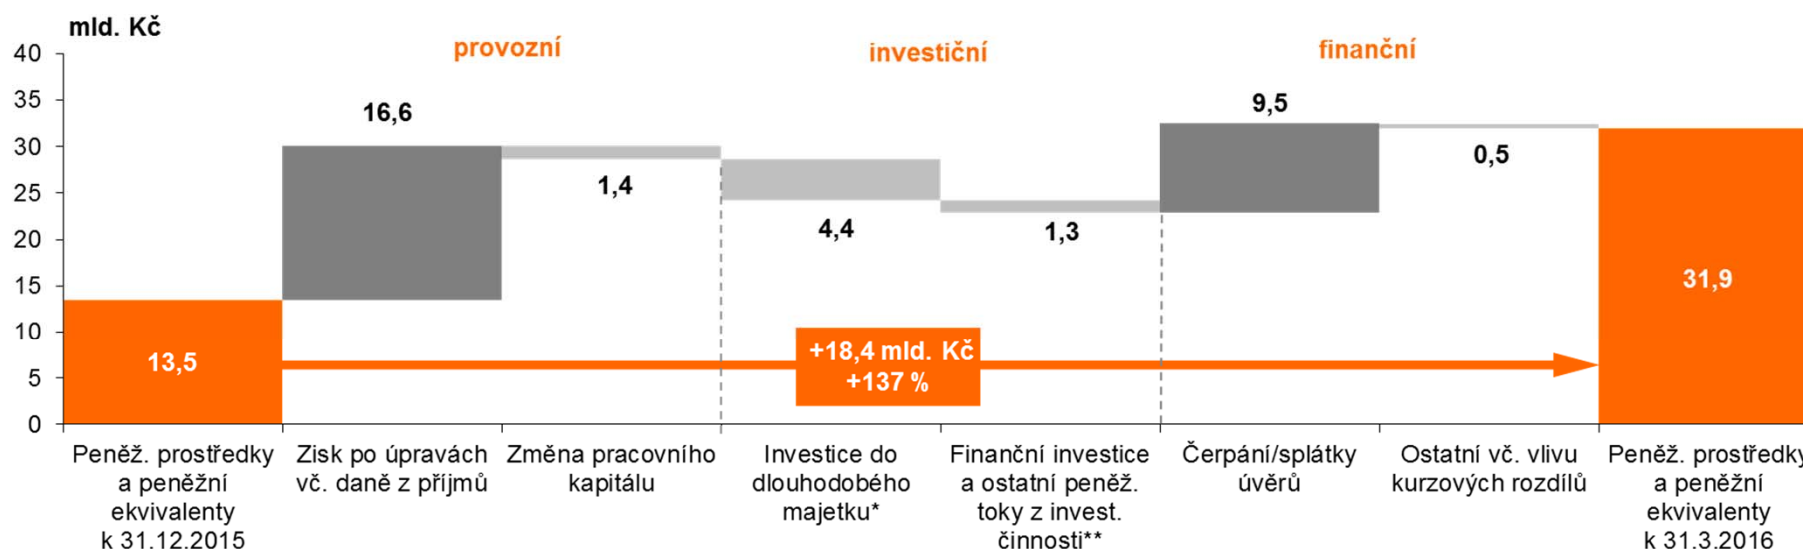 mld. Kč
provozní
investiční
finanční
40
35
30
25
20
15
10
5
0
13,5
16,6
1,4
4,4
1,3
9,5
0,5
31,9
+18,4 mld. Kč
+137 %
Peněž. prostředky
a peněžní
ekvivalenty
k 31.12.2015
Zisk po úpravách
vč. daně z příjmů
Změna pracovního
kapitálu
Investice do
dlouhodobého
majetku*
Finanční investice
a ostatní peněž.
toky z invest.
činnosti**
Čerpání/splátky
úvěrů
Ostatní vč. vlivu
kurzových rozdílů
Peněž. prostředky
a peněžní
ekvivalenty
k 31.3.2016